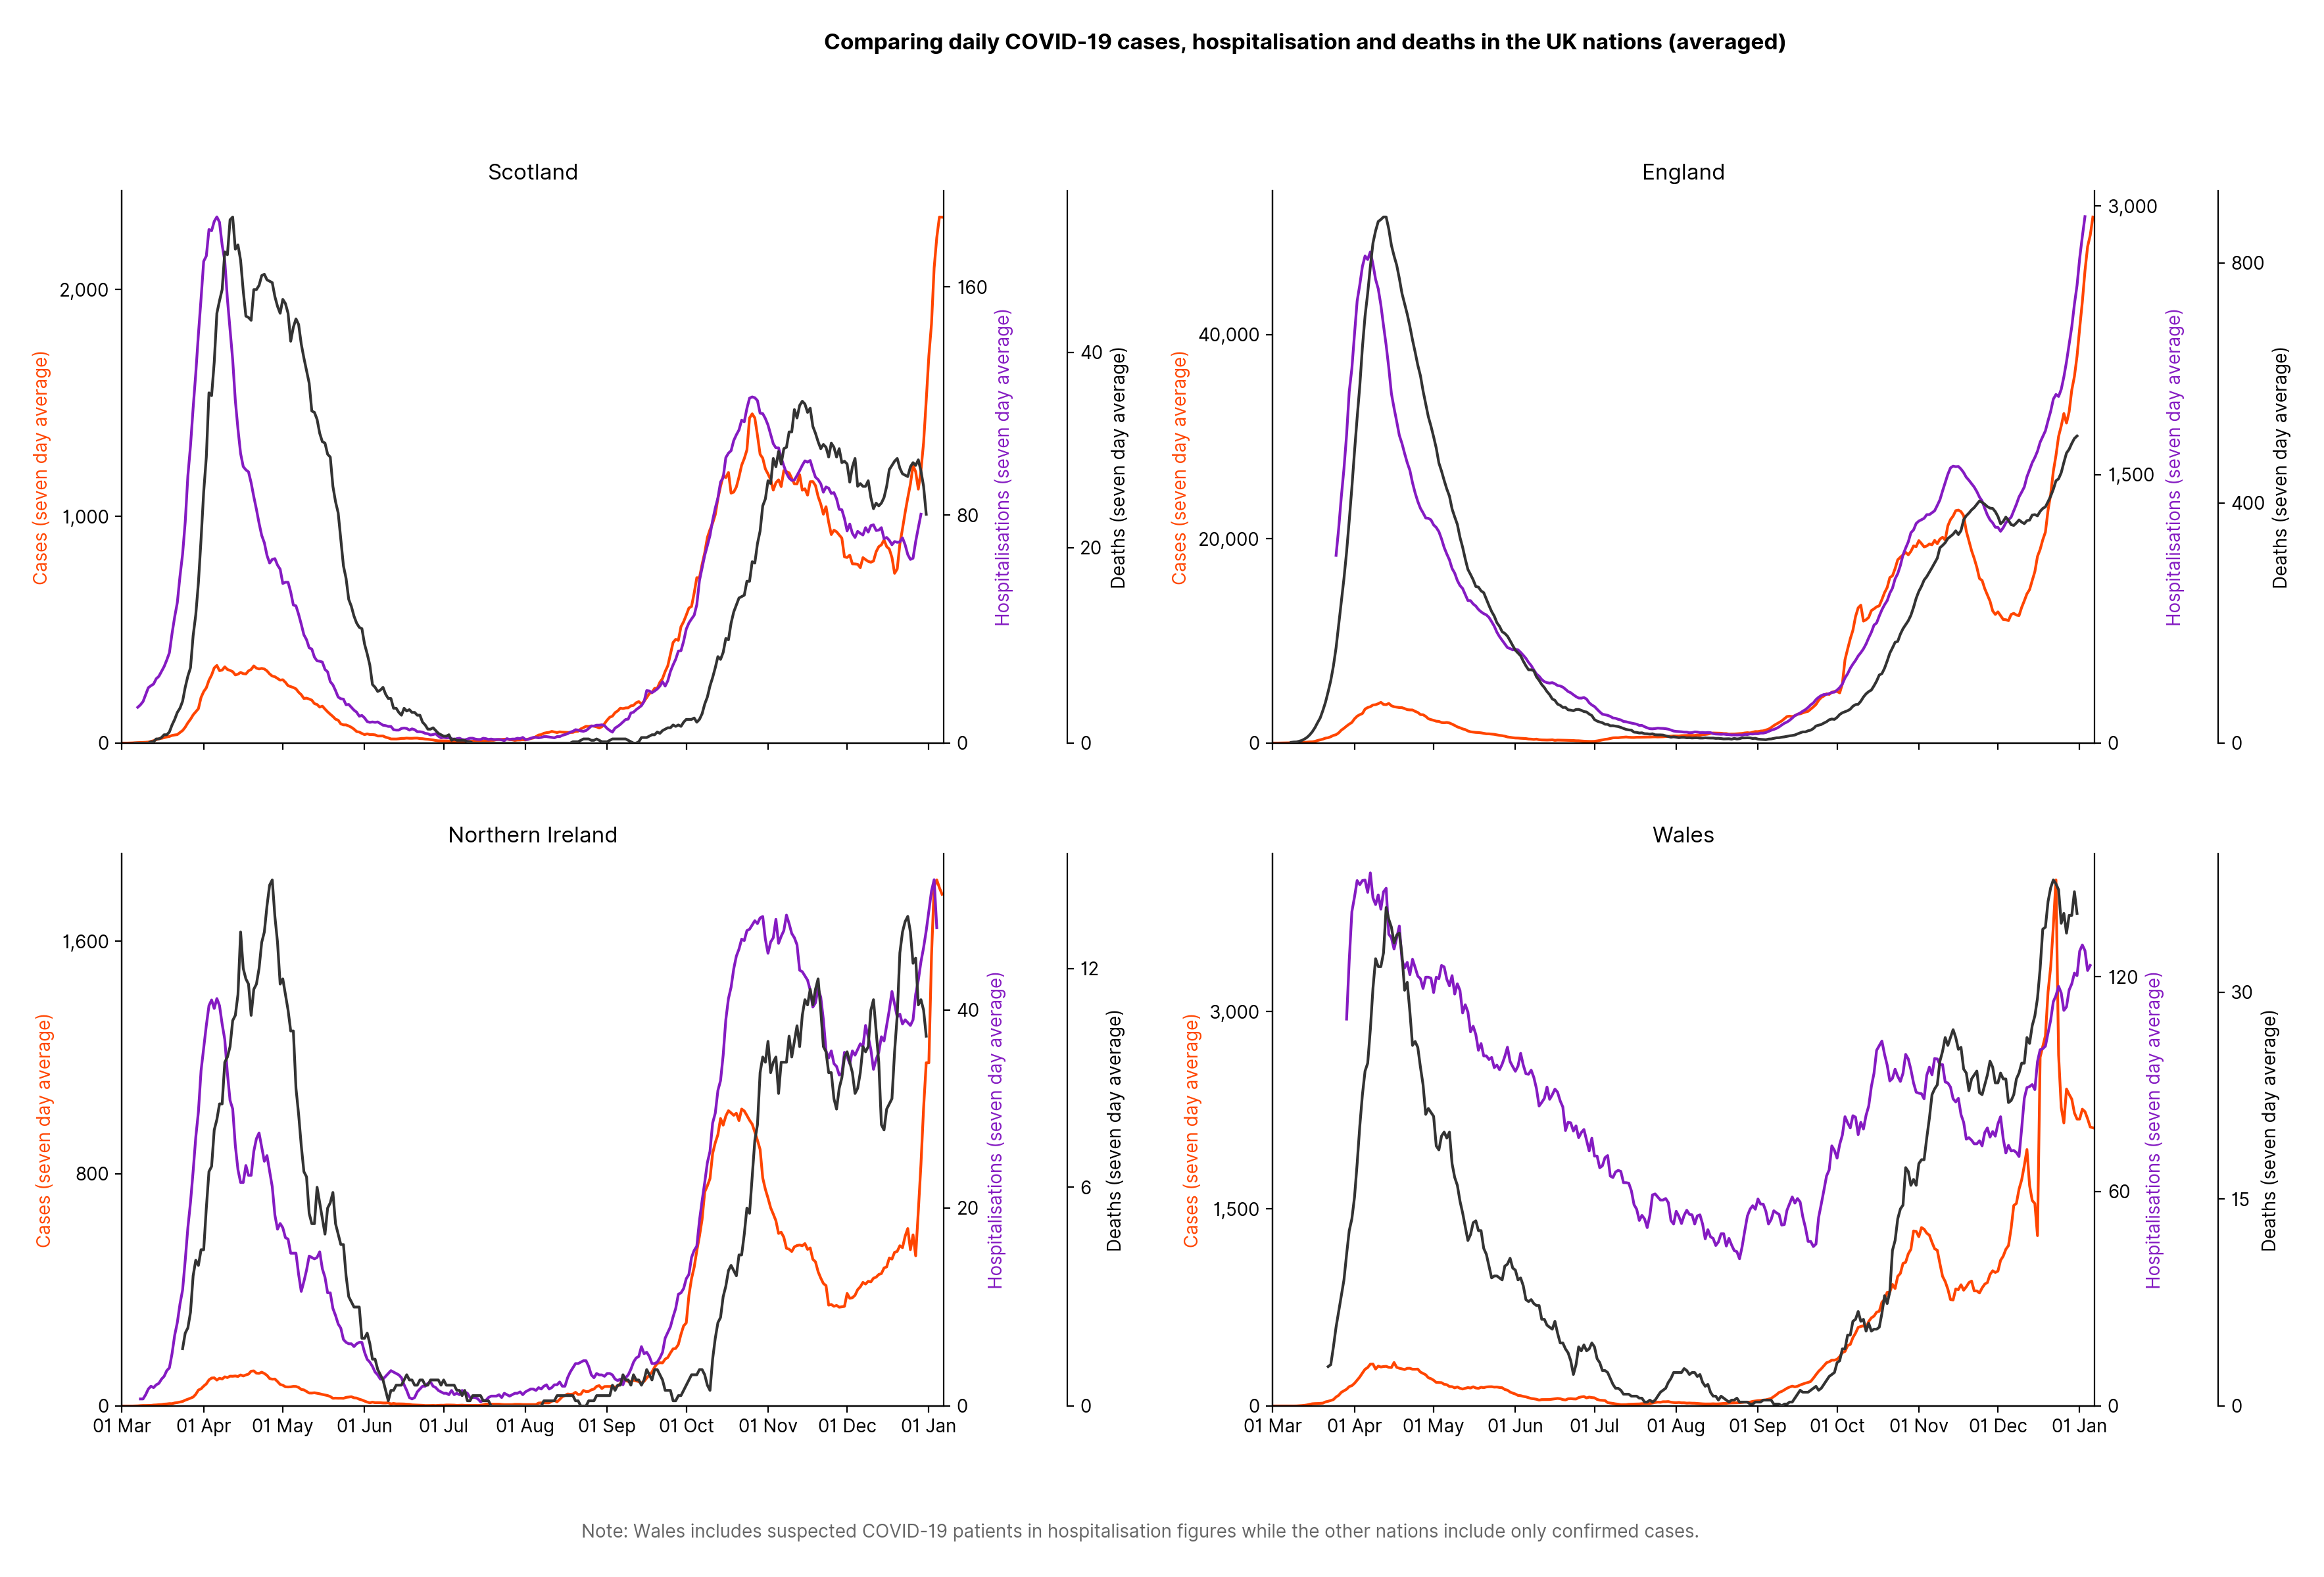 Comparing daily COVID-19 cases, hospitalisation and deaths in the UK nations (averaged)
Scotland
Cases (seven day average)
2,000
1,000
0
160
80
0
Hospitalisations (seven day average)
40
20
0
Deaths (seven day average)
England
Cases (seven day average)
40,000
20,000
0
3,000
1,500
0
Hospitalisations (seven day average)
800
400
0
Deaths (seven day average)
Northern Ireland
Cases (seven day average)
1,600
800
0
40
20
0
Hospitalisations (seven day average)
12
6
0
Deaths (seven day average)
01 Mar 01 Apr 01 May 01 Jun 01 Jul 01 Aug 01 Sep 01 Oct 01 Nov 01 Dec 01 Jan
Wales
Cases (seven day average)
3,000
1,500
0
120
60
0
Hospitalisations (seven day average)
30
15
0
Deaths (seven day average)
01 Mar 01 Apr 01 May 01 Jun 01 Jul 01 Aug 01 Sep 01 Oct 01 Nov 01 Dec 01 Jan
Note: Wales includes suspected COVID-19 patients in hospitalisation figures while the other nations include only confirmed cases.